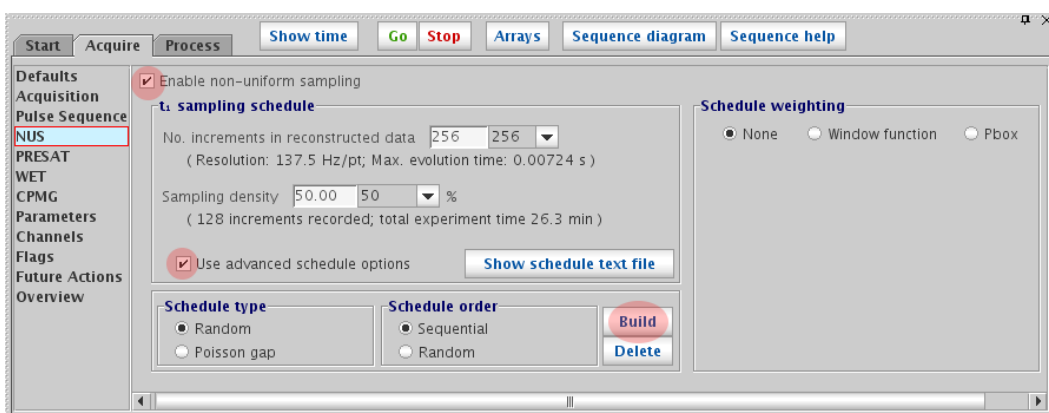 Start Acquire Process Show time Go Stop Arrays Sequence diagram Sequence help
Defaults
Acquisition
Pulse Sequence
NUS
PRESAT
WET
CPMG
Parameters
Channels
Flags
Future Actions
Overview
Enable non-uniform sampling
t₁ sampling schedule
No. increments in reconstructed data 256 256
( Resolution: 137.5 Hz/pt; Max. evolution time: 0.00724 s )
Sampling density 50.00 50 %
( 128 increments recorded; total experiment time 26.3 min )
Use advanced schedule options Show schedule text file
Schedule type
Random
Poisson gap
Schedule order
Sequential
Random
Build
Delete
Schedule weighting
None Window function Pbox